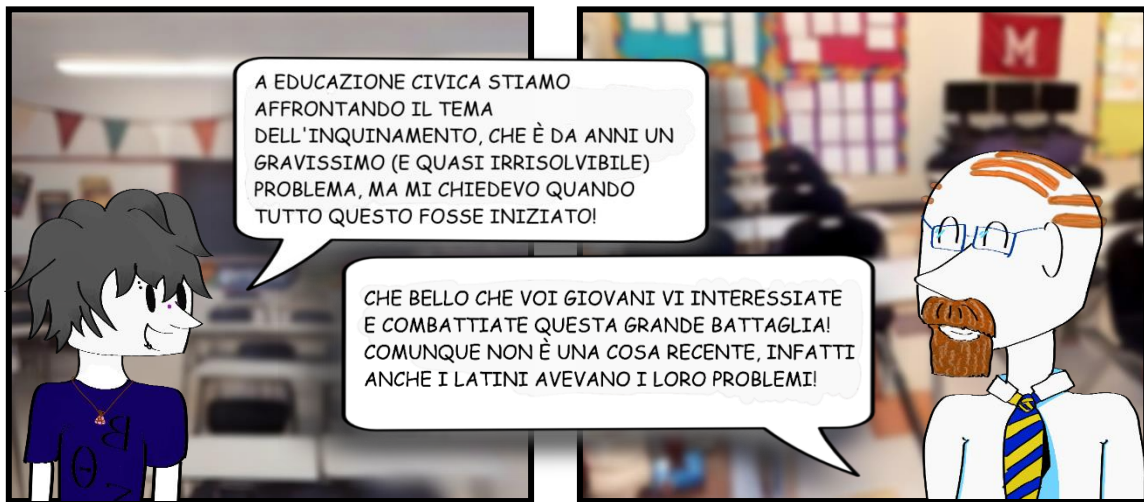 A EDUCAZIONE CIVICA STIAMO
AFFRONTANDO IL TEMA
DELL'INQUINAMENTO, CHE È DA ANNI UN
GRAVISSIMO (E QUASI IRRISOLVIBILE)
PROBLEMA, MA MI CHIEDEVO QUANDO
TUTTO QUESTO FOSSE INIZIATO!
CHE BELLO CHE VOI GIOVANI VI INTERESSIATE
E COMBATTIATE QUESTA GRANDE BATTAGLIA!
COMUNQUE NON È UNA COSA RECENTE, INFATTI
ANCHE I LATINI AVEVANO I LORO PROBLEMI!
M